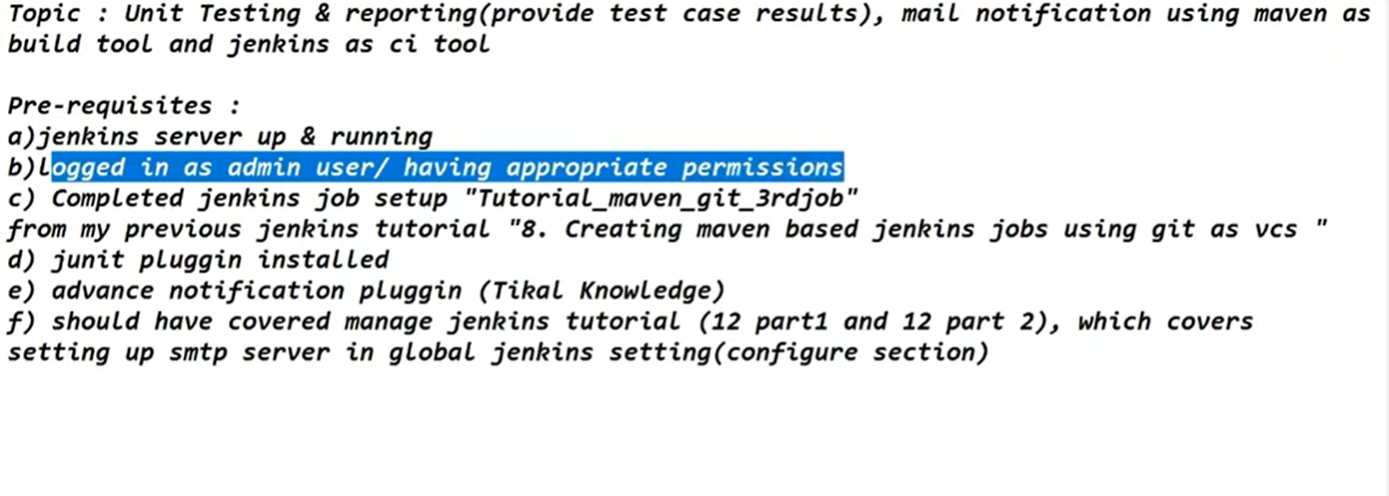 Topic : Unit Testing & reporting(provide test case results), mail notification using maven as
build tool and jenkins as ci tool
Pre-requisites :
a)jenkins server up & running
b)logged in as admin user/ having appropriate permissions
c) Completed jenkins job setup "Tutorial_maven_git_3rdjob"
from my previous jenkins tutorial "8. Creating maven based jenkins jobs using git as vcs "
d) junit pluggin installed
e) advance notification pluggin (Tikal Knowledge)
f) should have covered manage jenkins tutorial (12 part1 and 12 part 2), which covers
setting up smtp server in global jenkins setting(configure section)